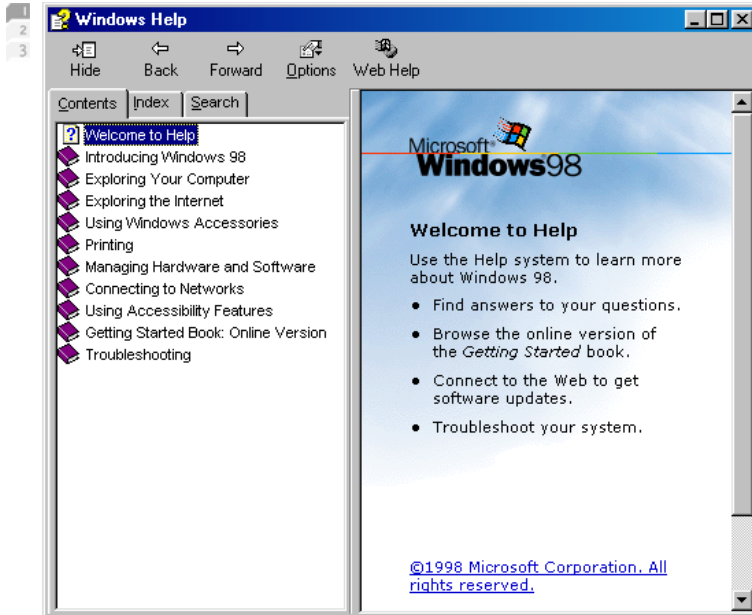 1
2
3
Windows Help
Hide Back Forward Options Web Help
Contents Index Search
Welcome to Help
Introducing Windows 98
Exploring Your Computer
Exploring the Internet
Using Windows Accessories
Printing
Managing Hardware and Software
Connecting to Networks
Using Accessibility Features
Getting Started Book: Online Version
Troubleshooting
Microsoft®
Windows 98
Welcome to Help
Use the Help system to learn more
about Windows 98.
• Find answers to your questions.
• Browse the online version of
the Getting Started book.
• Connect to the Web to get
software updates.
• Troubleshoot your system.
©1998 Microsoft Corporation. All
rights reserved.